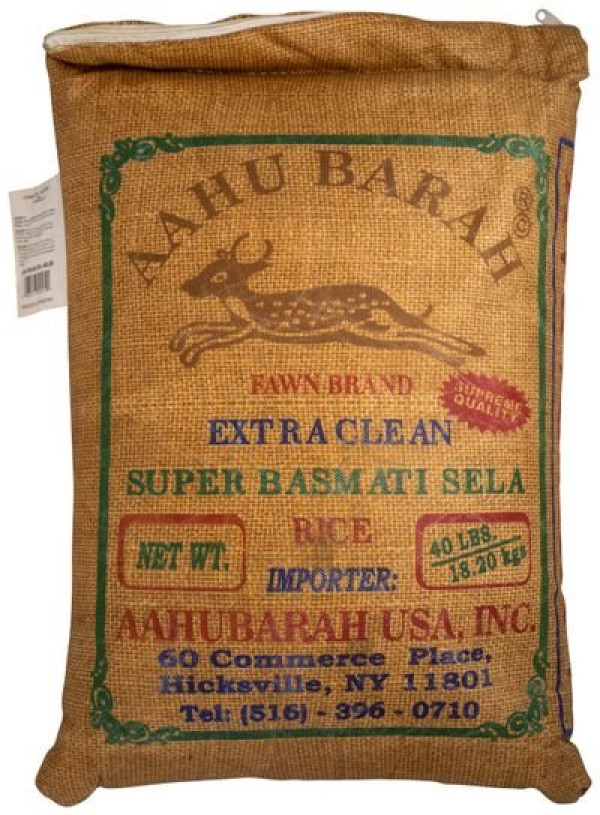 AAHU BARAH
®
©
FAWN BRAND
SUPREME
QUALITY
EXTRA CLEAN
SUPER BASMATI SELA
RICE
NET WT.
40 LBS.
18.20 kgs
IMPORTER:
AAHUBARAH USA, INC.
60 Commerce Place,
Hicksville, NY 11801
Tel: (516) - 396 - 0710